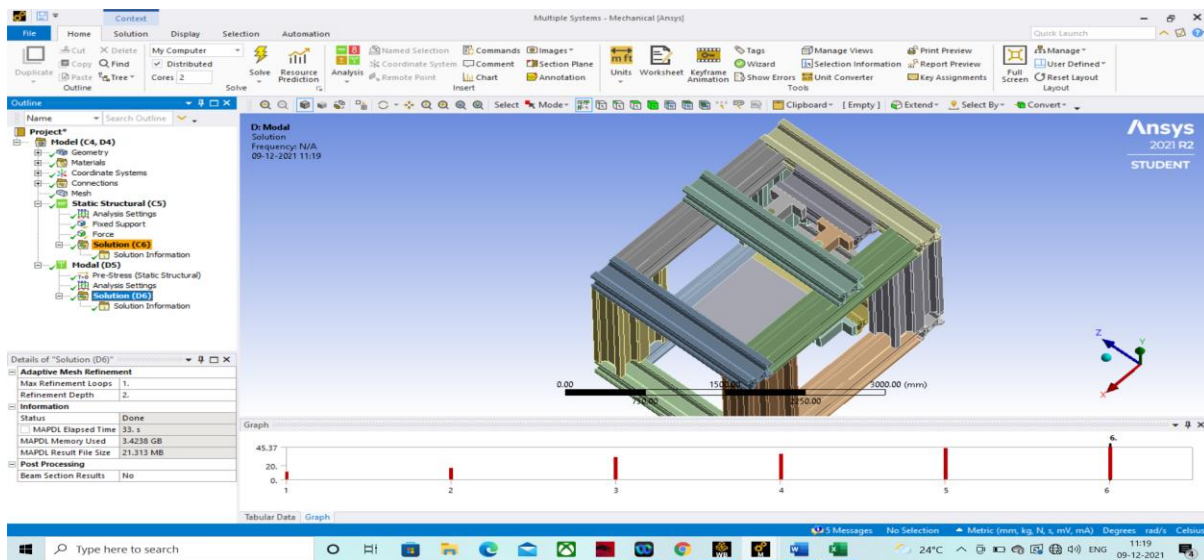 Context
Multiple Systems - Mechanical [Ansys]
File Home Solution Display Selection Automation
Quick Launch
Duplicate
Cut
Copy
Paste
Delete
Find
Tree
Outline
My Computer
Distributed
Cores 2
Solve
Resource Prediction
Solve
Analysis
Named Selection
Coordinate System
Remote Point
Commands
Comment
Chart
Images
Section Plane
Annotation
Insert
Units
Worksheet
Keyframe Animation
Tags
Wizard
Show Errors
Manage Views
Selection Information
Unit Converter
Print Preview
Report Preview
Key Assignments
Tools
Full Screen
Manage
User Defined
Reset Layout
Layout
Outline
Name Search Outline
Select Mode Clipboard [ Empty ] Extend Select By Convert
Project*
Model (C4, D4)
Geometry
Materials
Coordinate Systems
Connections
Mesh
Static Structural (C5)
Analysis Settings
Fixed Support
Force
Solution (C6)
Solution Information
Modal (D5)
Pre-Stress (Static Structural)
Analysis Settings
Solution (D6)
Solution Information
D: Modal
Solution
Frequency: N/A
09-12-2021 11:19
Ansys
2021 R2
STUDENT
0.00 1500.00 3000.00 (mm)
750.00 2250.00
Z Y X
Details of "Solution (D6)"
Adaptive Mesh Refinement
Max Refinement Loops 1.
Refinement Depth 2.
Information
Status Done
MAPDL Elapsed Time 33. s
MAPDL Memory Used 3.4238 GB
MAPDL Result File Size 21.313 MB
Post Processing
Beam Section Results No
Graph
6.
45.37
20.
0.
1 2 3 4 5 6
Tabular Data Graph
5 Messages No Selection Metric (mm, kg, N, s, mV, mA) Degrees rad/s Celsius
Type here to search
24°C ENG 11:19
09-12-2021